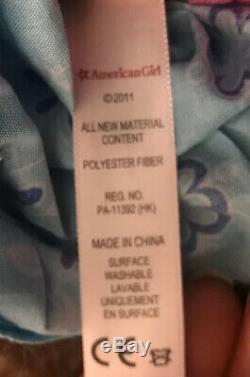 American Girl
©2011
ALL NEW MATERIAL
CONTENT
POLYESTER FIBER
REG. NO.
PA-11392 (HK)
MADE IN CHINA
SURFACE
WASHABLE
LAVABLE
UNIQUEMENT
EN SURFACE
CE